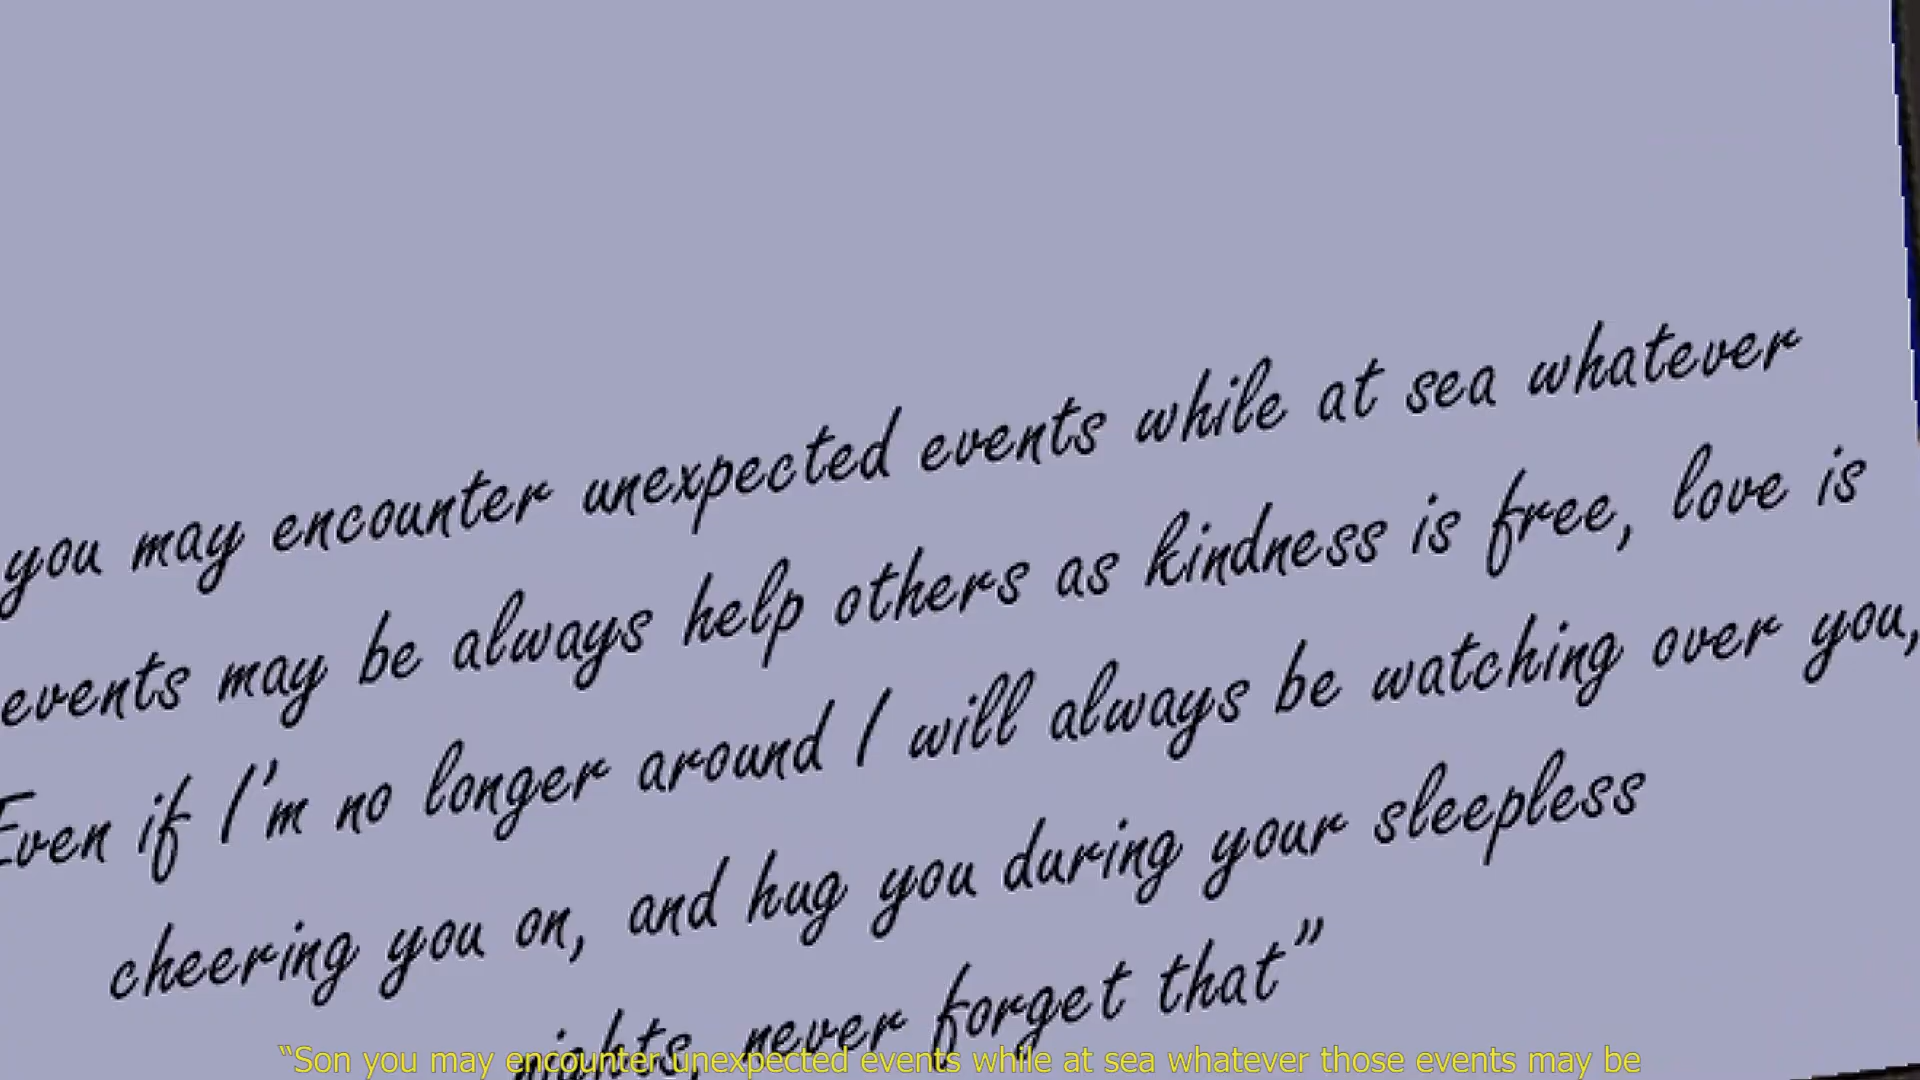 you may encounter unexpected events while at sea whatever
events may be always help others as kindness is free, love is
Even if I'm no longer around I will always be watching over you,
cheering you on, and hug you during your sleepless
nights, never forget that”
“Son you may encounter unexpected events while at sea whatever those events may be